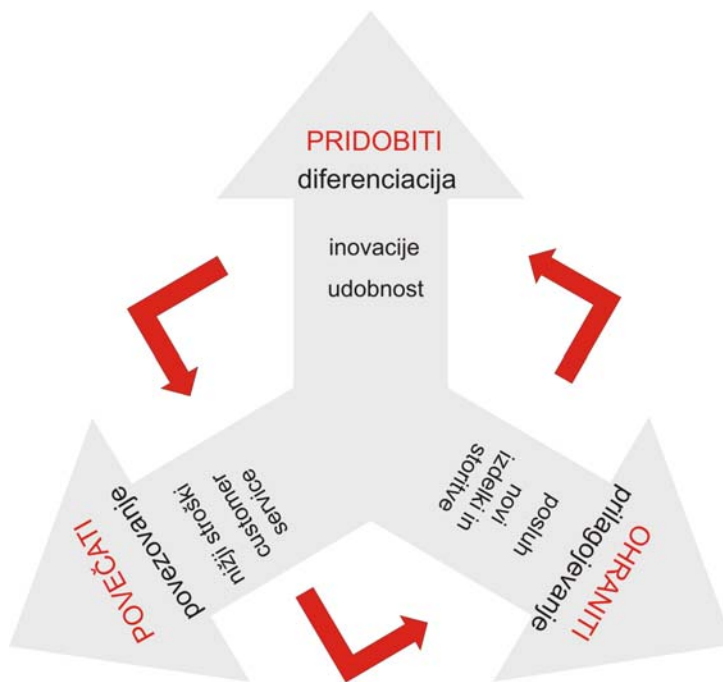 PRIDOBITI
diferenciacija
inovacije
udobnost
POVEČATI
povezovanje
nižji stroški
customer
service
OHRANITI
prilagojevanje
posluh
novi
izdelki in
storitve